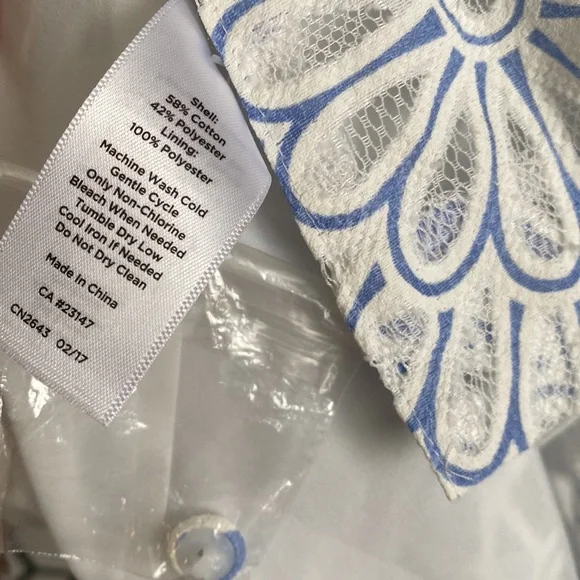 Shell:
58% Cotton
42% Polyester
Lining:
100% Polyester
Machine Wash Cold
Gentle Cycle
Only Non-Chlorine
Bleach When Needed
Tumble Dry Low
Cool Iron If Needed
Do Not Dry Clean
Made In China
CA #23147
CN2643 02/17